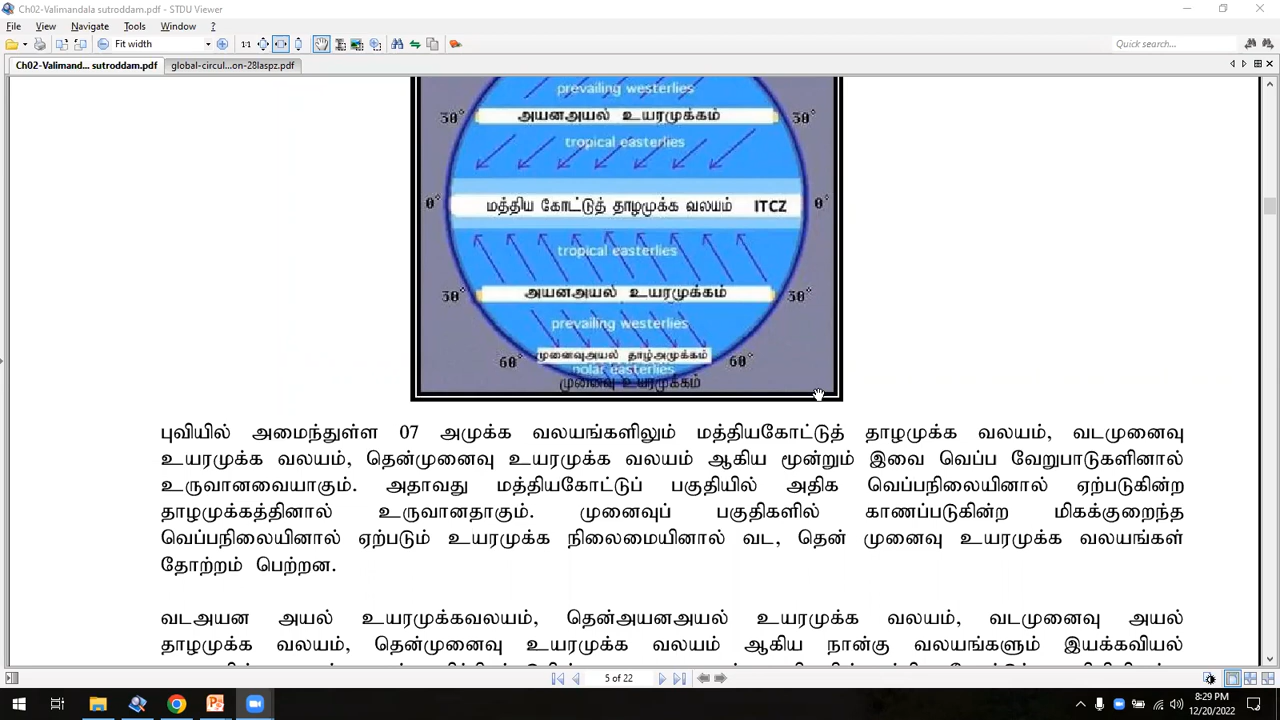 Ch02-Valimandala sutroddam.pdf - STDU Viewer
File View Navigate Tools Window ?
Fit width 1:1 Quick search...
Ch02-Valimand... sutroddam.pdf global-circul...on-28laspz.pdf
prevailing westerlies
30° அயனஅயல் உயரமுக்கம் 30°
tropical easterlies
0° மத்திய கோட்டுத் தாழமுக்க வலயம் ITCZ 0°
tropical easterlies
30° அயனஅயல் உயரமுக்கம் 30°
prevailing westerlies
60° முனைவுஅயல் தாழ்அமுக்கம் 60°
polar easterlies
முனைவு உயரமுக்கம்
புவியில் அமைந்துள்ள 07 அமுக்க வலயங்களிலும் மத்தியகோட்டுத் தாழமுக்க வலயம், வடமுனைவு
உயரமுக்க வலயம், தென்முனைவு உயரமுக்க வலயம் ஆகிய மூன்றும் இவை வெப்ப வேறுபாடுகளினால்
உருவானவையாகும். அதாவது மத்தியகோட்டுப் பகுதியில் அதிக வெப்பநிலையினால் ஏற்படுகின்ற
தாழமுக்கத்தினால் உருவானதாகும். முனைவுப் பகுதிகளில் காணப்படுகின்ற மிகக்குறைந்த
வெப்பநிலையினால் ஏற்படும் உயரமுக்க நிலைமையினால் வட, தென் முனைவு உயரமுக்க வலயங்கள்
தோற்றம் பெற்றன.
வடஅயன அயல் உயரமுக்கவலயம், தென்அயனஅயல் உயரமுக்க வலயம், வடமுனைவு அயல்
தாழமுக்க வலயம், தென்முனைவு உயரமுக்க வலயம் ஆகிய நான்கு வலயங்களும் இயக்கவியல்
5 of 22
8:29 PM
12/20/2022